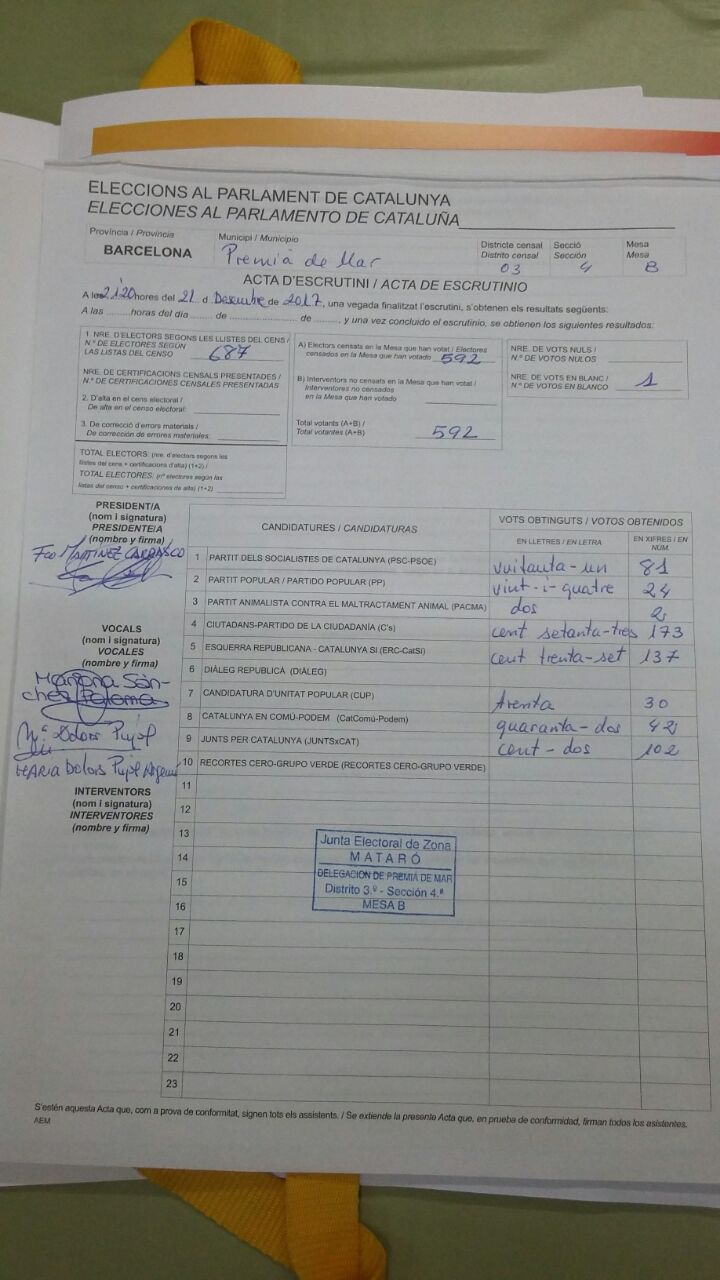 ELECCIONS AL PARLAMENT DE CATALUNYA
ELECCIONES AL PARLAMENTO DE CATALUÑA
Província / Provincia
BARCELONA
Municipi / Municipio
Premià de Mar
Districte censal
Distrito censal
03
Secció
Sección
4
Mesa
Mesa
B
ACTA D'ESCRUTINI / ACTA DE ESCRUTINIO
A les 21'20 hores del 21 d Desembre de 2017, una vegada finalitzat l'escrutini, s'obtenen els resultats següents:
A las ........ horas del día ........ de ........ de ........, y una vez concluido el escrutinio, se obtienen los siguientes resultados:
1. NRE. D'ELECTORS SEGONS LES LLISTES DEL CENS /
N.º DE ELECTORES SEGÚN
LAS LISTAS DEL CENSO 687
NRE. DE CERTIFICACIONS CENSALS PRESENTADES /
N.º DE CERTIFICACIONES CENSALES PRESENTADAS
2. D'alta en el cens electoral /
De alta en el censo electoral:
3. De correcció d'errors materials /
De corrección de errores materiales:
TOTAL ELECTORS: (nre. d'electors segons les
llistes del cens + certificacions d'alta) (1+2) /
TOTAL ELECTORES: (nº electores según las
listas del censo + certificaciones de alta) (1+2)
A) Electors censats en la Mesa que han votat / Electores
censados en la Mesa que han votado 592
B) Interventors no censats en la Mesa que han votat /
Interventores no censados
en la Mesa que han votado
Total votants (A+B) /
Total votantes (A+B) 592
NRE. DE VOTS NULS /
N.º DE VOTOS NULOS
NRE. DE VOTS EN BLANC /
N.º DE VOTOS EN BLANCO 1
PRESIDENT/A
(nom i signatura)
PRESIDENTE/A
(nombre y firma)
Fco MARTÍNEZ CARRASCO
VOCALS
(nom i signatura)
VOCALES
(nombre y firma)
Mariona Sán-
chez Paloma
Mª Dolors Pujol
MARIA DOLORS Pujol
INTERVENTORS
(nom i signatura)
INTERVENTORES
(nombre y firma)
CANDIDATURES / CANDIDATURAS
VOTS OBTINGUTS / VOTOS OBTENIDOS
EN LLETRES / EN LETRA
EN XIFRES / EN NÚM.
1 PARTIT DELS SOCIALISTES DE CATALUNYA (PSC-PSOE) vuitanta-un 81
2 PARTIT POPULAR / PARTIDO POPULAR (PP) vint-i-quatre 24
3 PARTIT ANIMALISTA CONTRA EL MALTRACTAMENT ANIMAL (PACMA) dos 2
4 CIUTADANS-PARTIDO DE LA CIUDADANÍA (C's) cent setanta-tres 173
5 ESQUERRA REPUBLICANA - CATALUNYA SÍ (ERC-CatSí) cent trenta-set 137
6 DIÀLEG REPUBLICÀ (DIÀLEG)
7 CANDIDATURA D'UNITAT POPULAR (CUP) trenta 30
8 CATALUNYA EN COMÚ-PODEM (CatComú-Podem) quaranta-dos 42
9 JUNTS PER CATALUNYA (JUNTSxCAT) cent-dos 102
10 RECORTES CERO-GRUPO VERDE (RECORTES CERO-GRUPO VERDE)
11
12
13
14
15
16
17
18
19
20
21
22
23
Junta Electoral de Zona
MATARÓ
DELEGACION DE PREMIÀ DE MAR
Distrito 3.º - Sección 4.ª
MESA B
S'estén aquesta Acta que, com a prova de conformitat, signen tots els assistents. / Se extiende la presente Acta que, en prueba de conformidad, firman todos los asistentes.
AEM